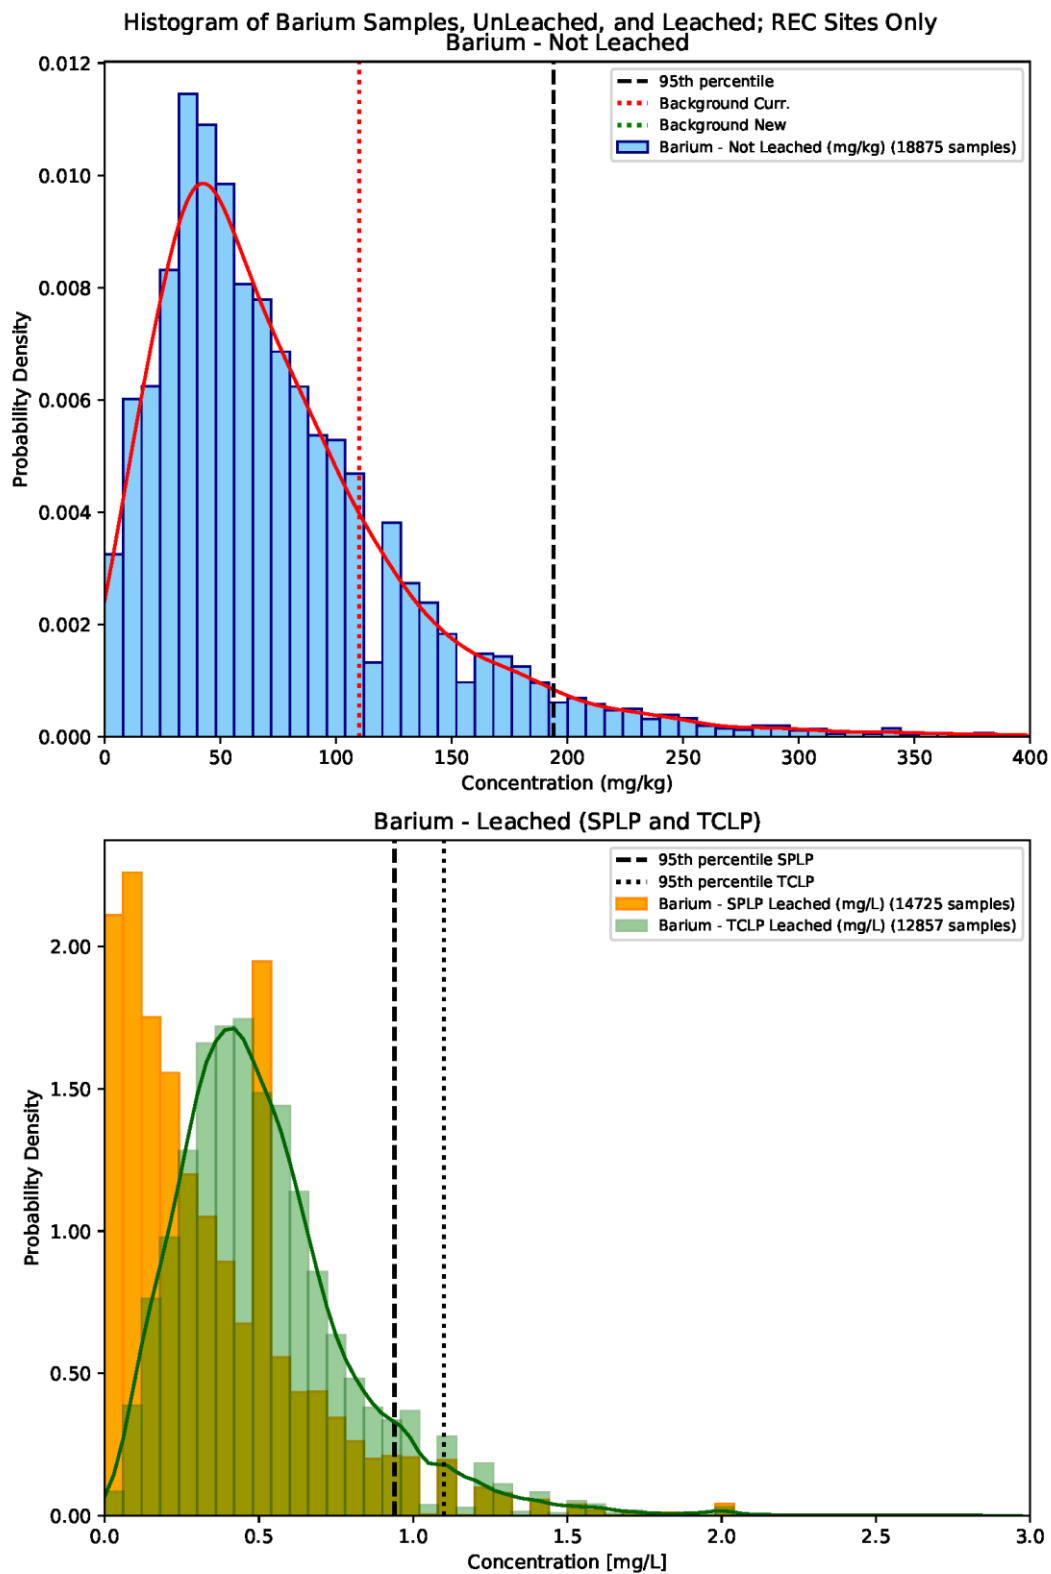 Histogram of Barium Samples, UnLeached, and Leached; REC Sites Only
Barium - Not Leached
0.012
0.010
0.008
0.006
0.004
0.002
0.000
Probability Density
95th percentile
Background Curr.
Background New
Barium - Not Leached (mg/kg) (18875 samples)
0 50 100 150 200 250 300 350 400
Concentration (mg/kg)
Barium - Leached (SPLP and TCLP)
2.00
1.50
1.00
0.50
0.00
Probability Density
95th percentile SPLP
95th percentile TCLP
Barium - SPLP Leached (mg/L) (14725 samples)
Barium - TCLP Leached (mg/L) (12857 samples)
0.0 0.5 1.0 1.5 2.0 2.5 3.0
Concentration [mg/L]